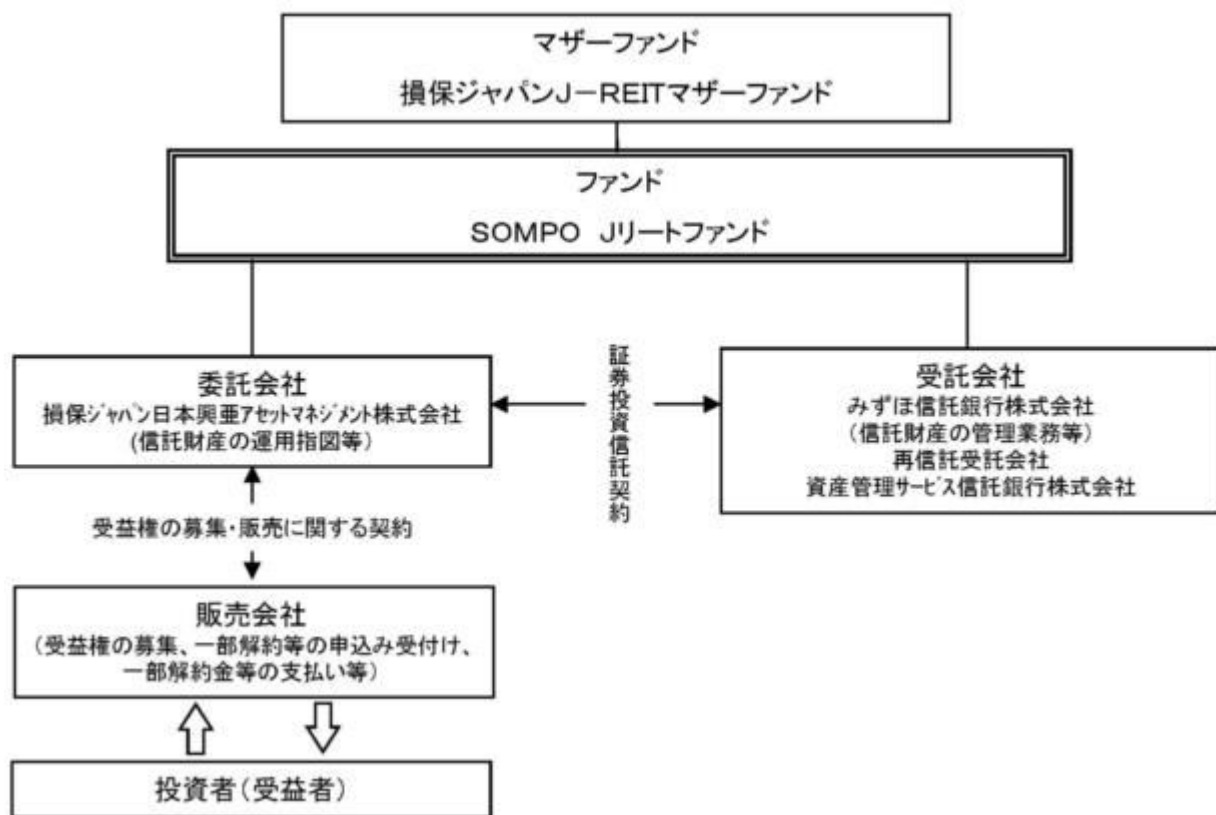 マザーファンド
損保ジャパンJ－REITマザーファンド
ファンド
SOMPO Jリートファンド
委託会社
損保ジャパン日本興亜アセットマネジメント株式会社
(信託財産の運用指図等)
証券投資信託契約
受託会社
みずほ信託銀行株式会社
(信託財産の管理業務等)
再信託受託会社
資産管理サービス信託銀行株式会社
受益権の募集・販売に関する契約
販売会社
(受益権の募集、一部解約等の申込み受付け、
一部解約金等の支払い等)
投資者(受益者)